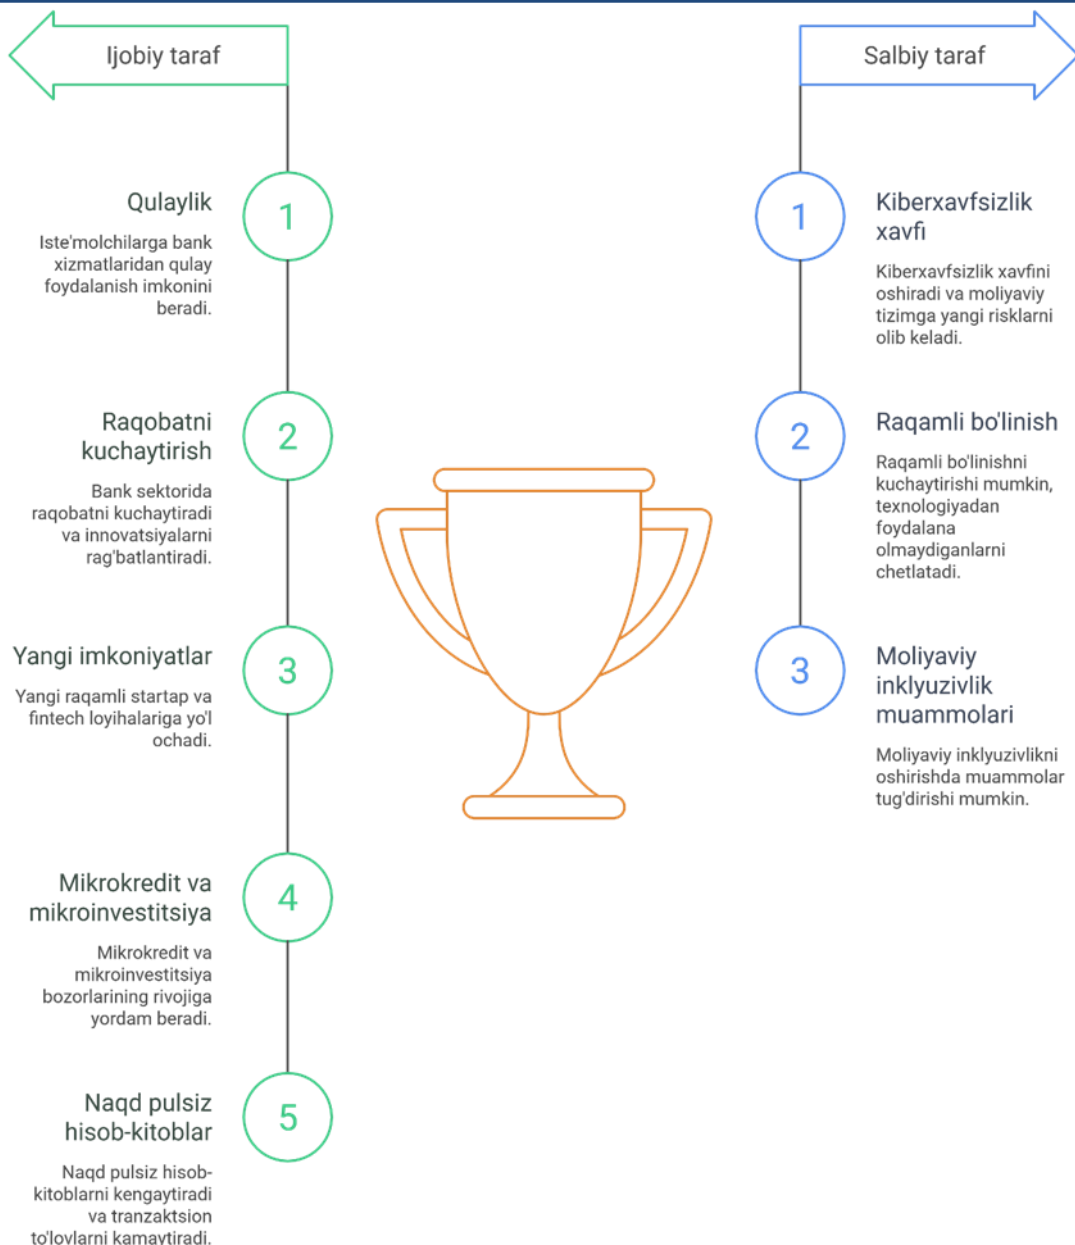 Ijobiy taraf
Salbiy taraf
1
Qulaylik
Iste'molchilarga bank
xizmatlaridan qulay
foydalanish imkonini
beradi.
2
Raqobatni
kuchaytirish
Bank sektorida
raqobatni kuchaytiradi
va innovatsiyalarni
rag'batlantiradi.
3
Yangi imkoniyatlar
Yangi raqamli startap va
fintech loyihalariga yo'l
ochadi.
4
Mikrokredit va
mikroinvestitsiya
Mikrokredit va
mikroinvestitsiya
bozorlarining rivojiga
yordam beradi.
5
Naqd pulsiz
hisob-kitoblar
Naqd pulsiz hisob-
kitoblarni kengaytiradi
va tranzaktsion
to'lovlarni kamaytiradi.
1
Kiberxavfsizlik
xavfi
Kiberxavfsizlik xavfini
oshiradi va moliyaviy
tizimga yangi risklarni
olib keladi.
2
Raqamli bo'linish
Raqamli bo'linishni
kuchaytirishi mumkin,
texnologiyadan
foydalana
olmaydiganlarni
chetlatadi.
3
Moliyaviy
inklyuzivlik
muammolari
Moliyaviy inklyuzivlikni
oshirishda muammolar
tug'dirishi mumkin.